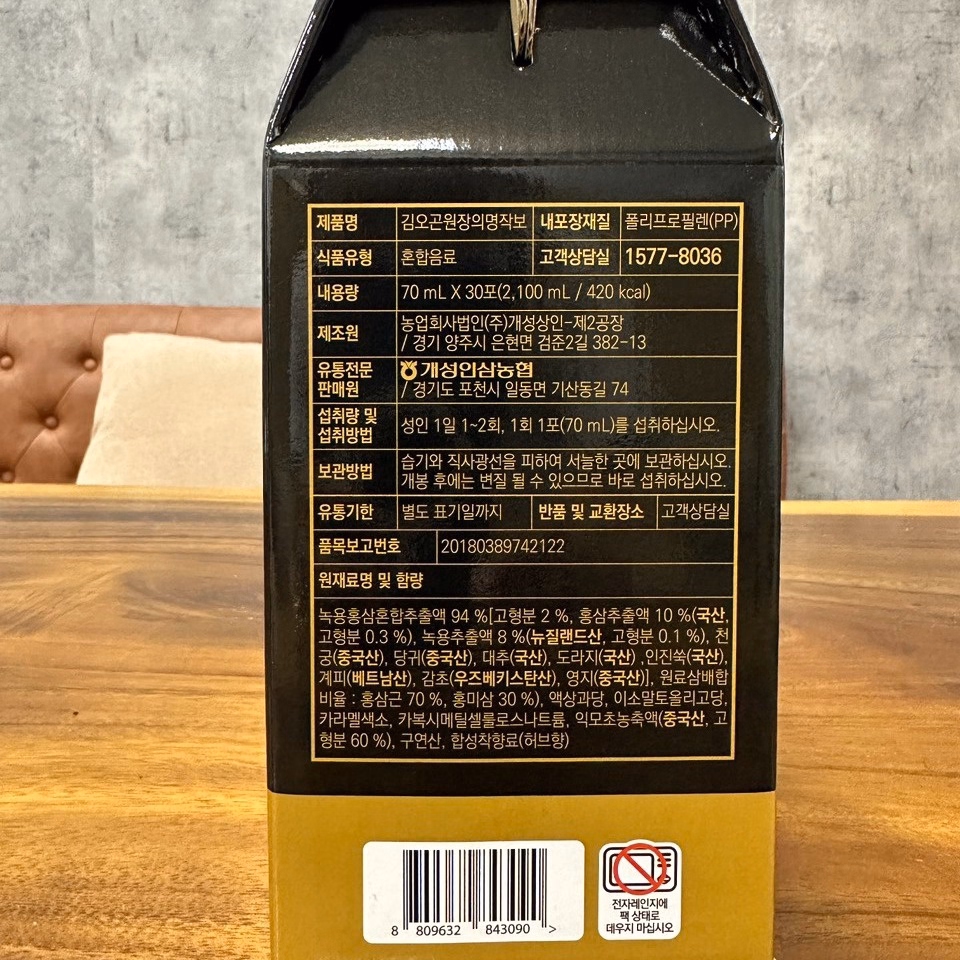 제품명 김오곤원장의명작보 내포장재질 폴리프로필렌(PP)
식품유형 혼합음료 고객상담실 1577-8036
내용량 70 mL X 30포(2,100 mL / 420 kcal)
제조원 농업회사법인(주)개성상인-제2공장
/ 경기 양주시 은현면 검준2길 382-13
유통전문
판매원
개성인삼농협
/ 경기도 포천시 일동면 기산동길 74
섭취량 및
섭취방법
성인 1일 1~2회, 1회 1포(70 mL)를 섭취하십시오.
보관방법
습기와 직사광선을 피하여 서늘한 곳에 보관하십시오.
개봉 후에는 변질 될 수 있으므로 바로 섭취하십시오.
유통기한 별도 표기일까지 반품 및 교환장소 고객상담실
품목보고번호 20180389742122
원재료명 및 함량
녹용홍삼혼합추출액 94 %[고형분 2 %, 홍삼추출액 10 %(국산,
고형분 0.3 %), 녹용추출액 8 %(뉴질랜드산, 고형분 0.1 %), 천
궁(중국산), 당귀(중국산), 대추(국산), 도라지(국산) ,인진쑥(국산),
계피(베트남산), 감초(우즈베키스탄산), 영지(중국산)], 원료삼배합
비율 : 홍삼근 70 %, 홍미삼 30 %), 액상과당, 이소말토올리고당,
카라멜색소, 카복시메틸셀룰로스나트륨, 익모초농축액(중국산, 고
형분 60 %), 구연산, 합성착향료(허브향)
8 809632 843090 >
전자레인지에
팩 상태로
데우지 마십시오